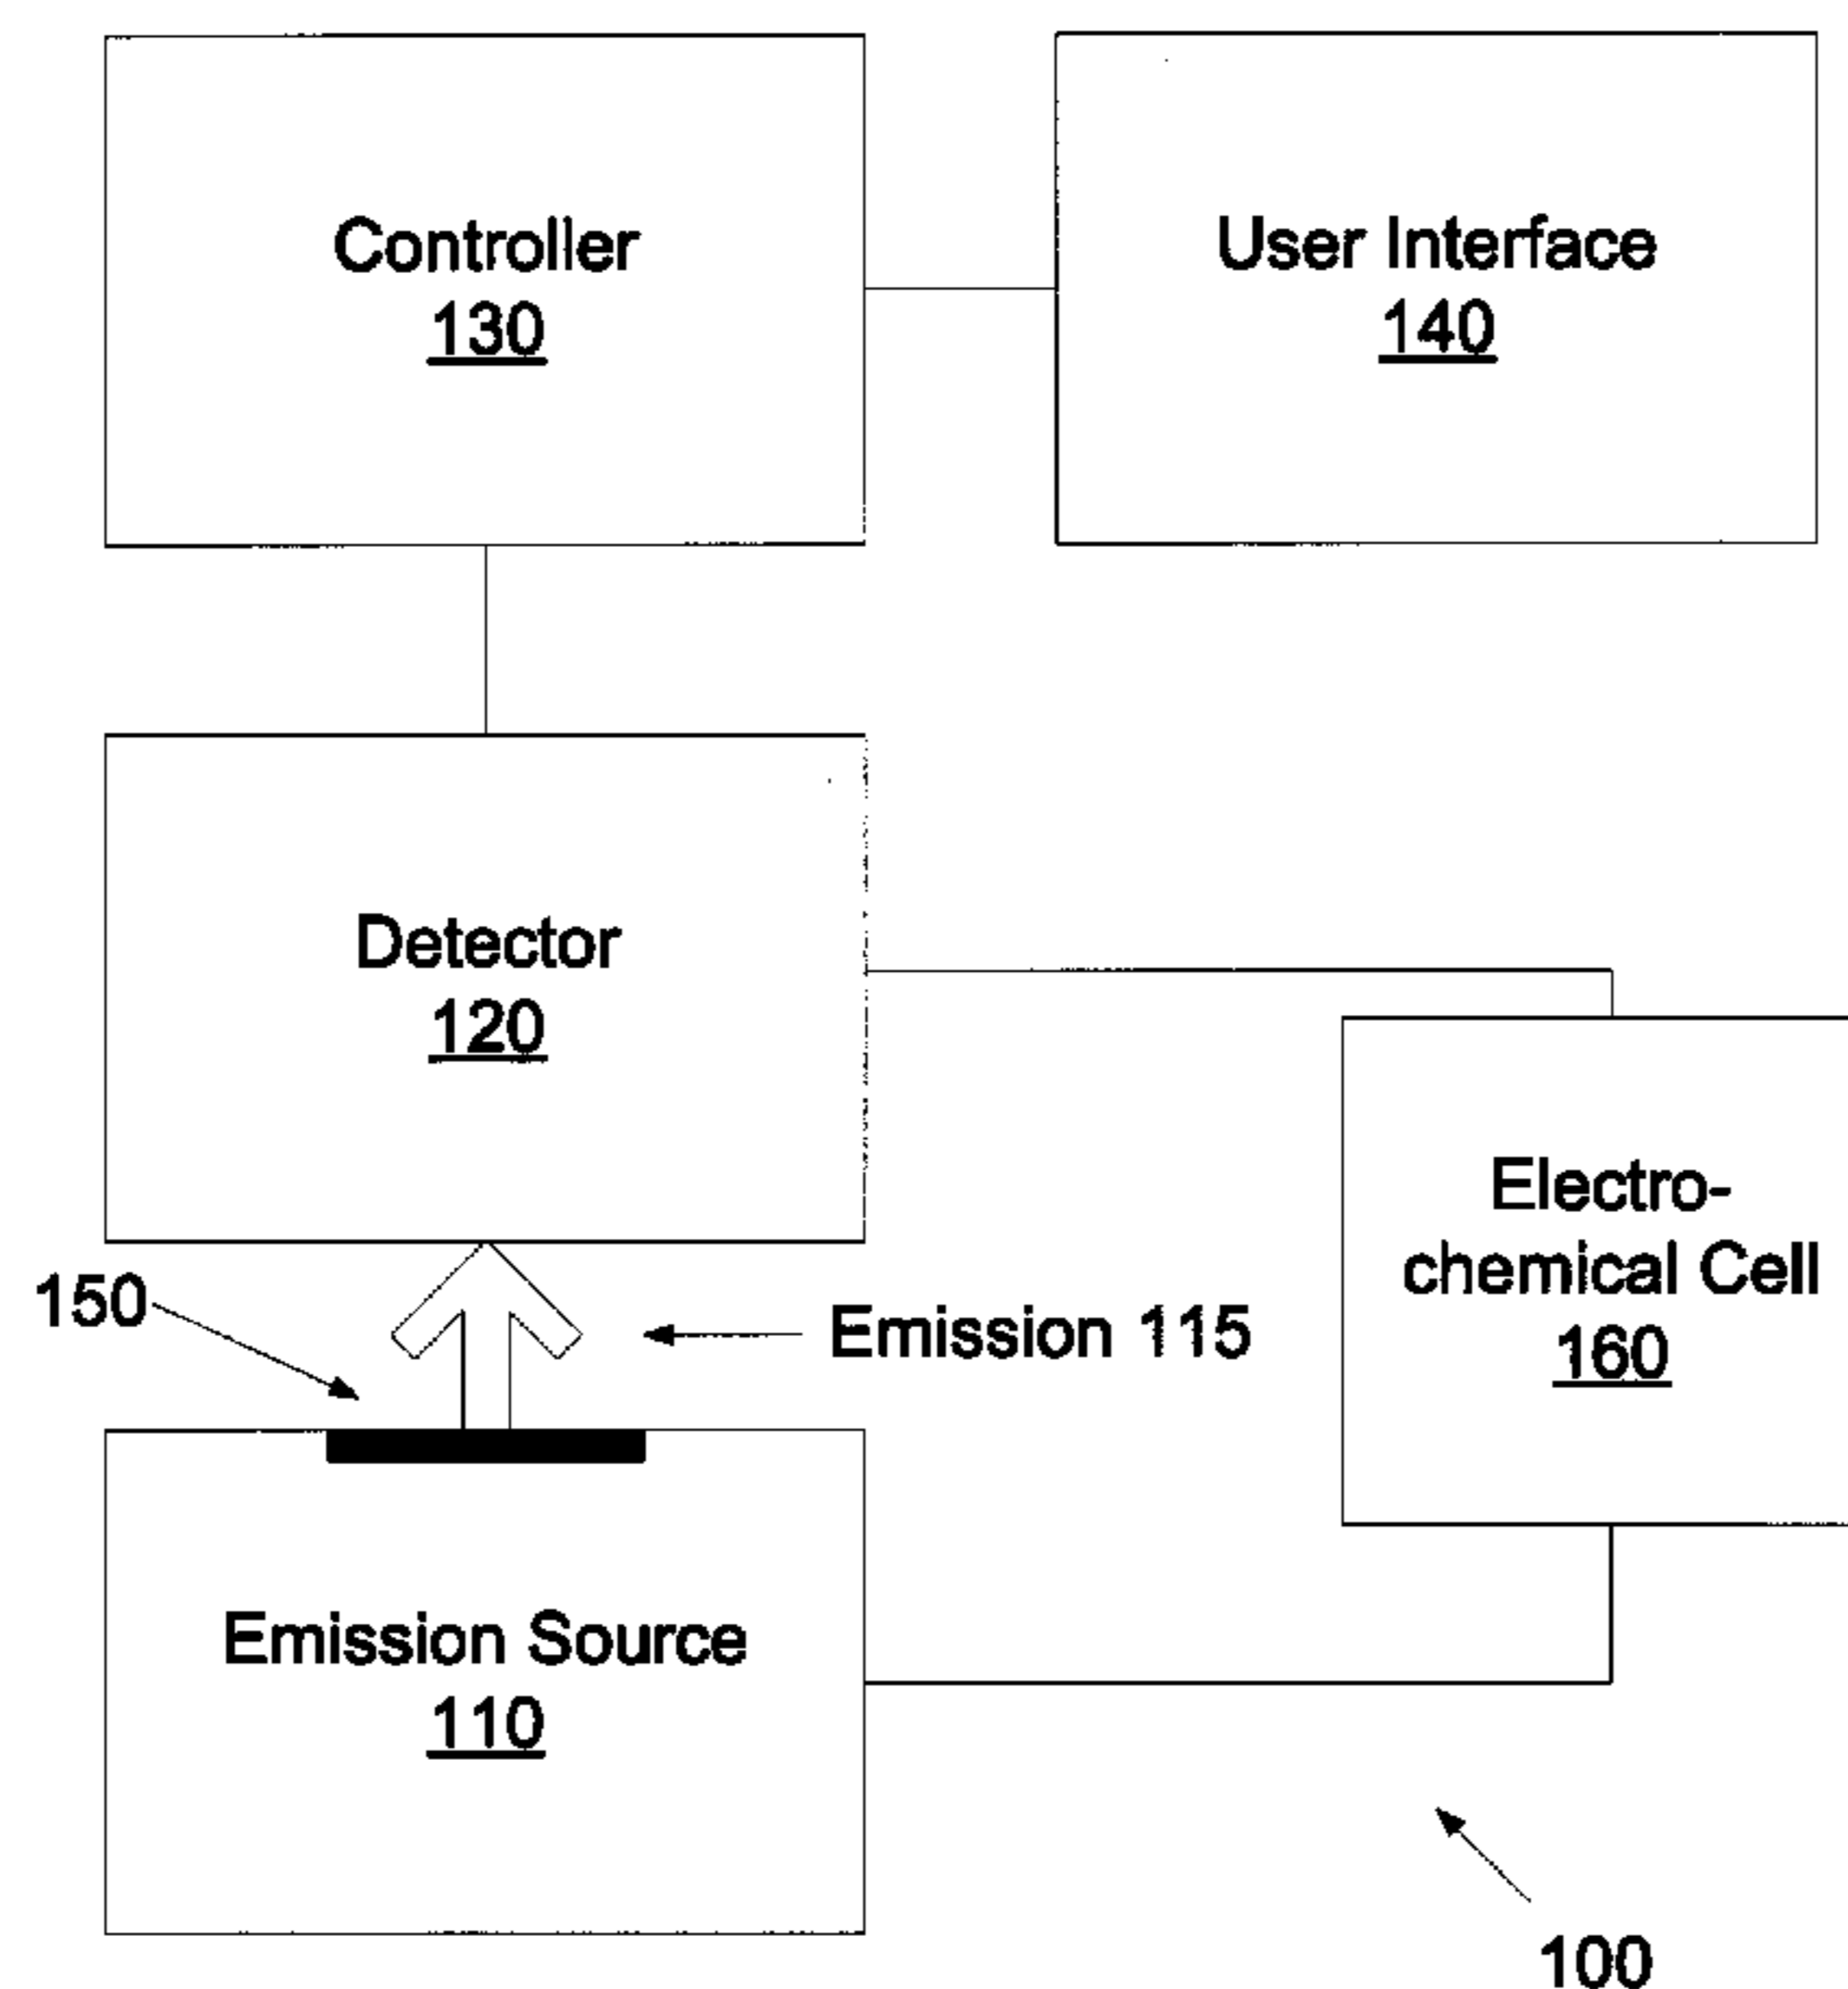 Controller
130
User Interface
140
Detector
120
Electro-
chemical Cell
160
150
Emission 115
Emission Source
110
100